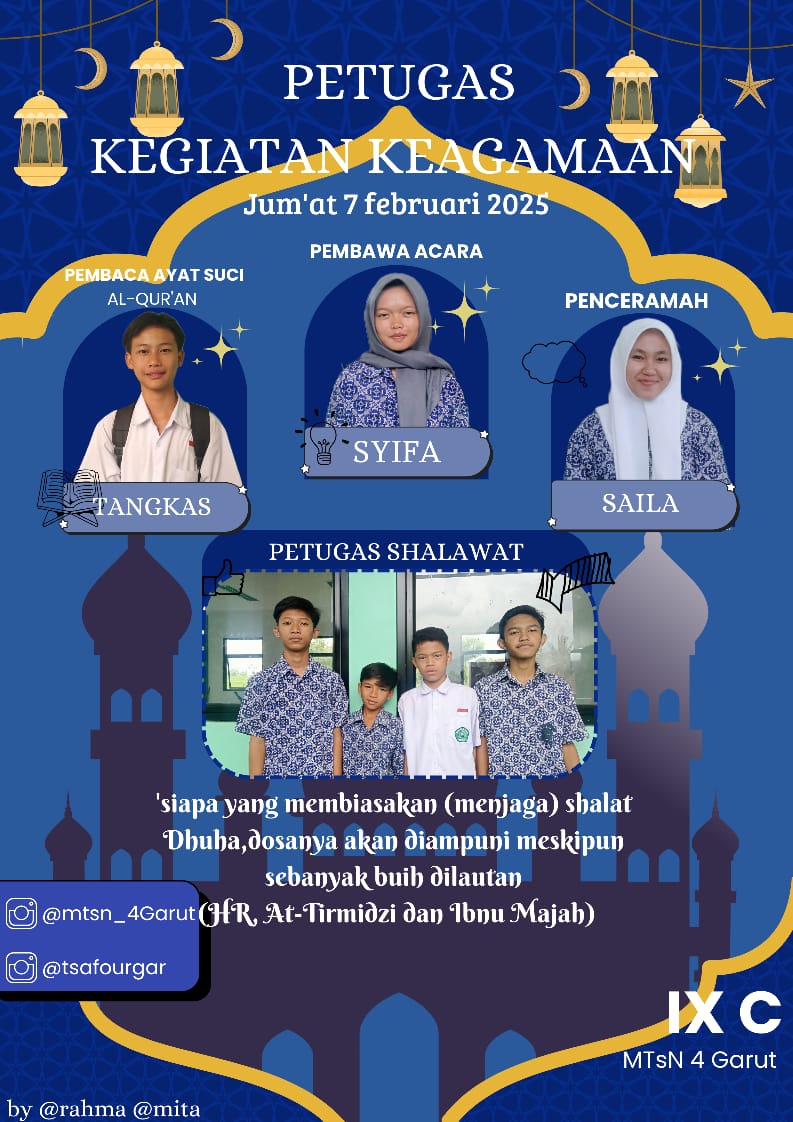 PETUGAS
KEGIATAN KEAGAMAAN
Jum'at 7 februari 2025
PEMBACA AYAT SUCI
AL-QUR'AN
TANGKAS
PEMBAWA ACARA
SYIFA
PENCERAMAH
SAILA
PETUGAS SHALAWAT
'siapa yang membiasakan (menjaga) shalat
Dhuha,dosanya akan diampuni meskipun
sebanyak buih dilautan
(HR, At-Tirmidzi dan Ibnu Majah)
@mtsn_4Garut
@tsafourgar
IX C
MTsN 4 Garut
by @rahma @mita